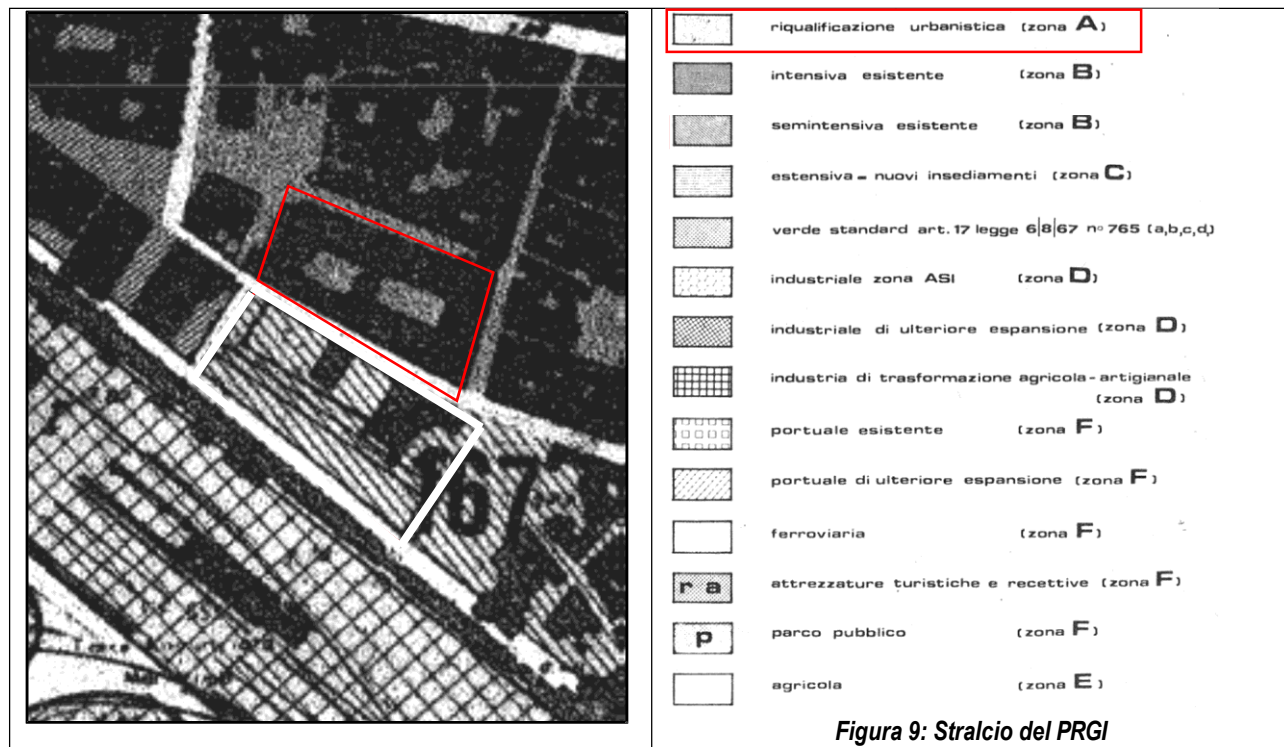 riqualificazione urbanistica (zona A)
intensiva esistente (zona B)
semintensiva esistente (zona B)
estensiva = nuovi insediamenti (zona C)
verde standard art. 17 legge 6|8|67 n° 765 (a,b,c,d,)
industriale zona ASI (zona D)
industriale di ulteriore espansione (zona D)
industria di trasformazione agricola-artigianale
(zona D)
portuale esistente (zona F)
portuale di ulteriore espansione (zona F)
ferroviaria (zona F)
ra attrezzature turistiche e recettive (zona F)
p parco pubblico (zona F)
agricola (zona E)
Figura 9: Stralcio del PRGI
167